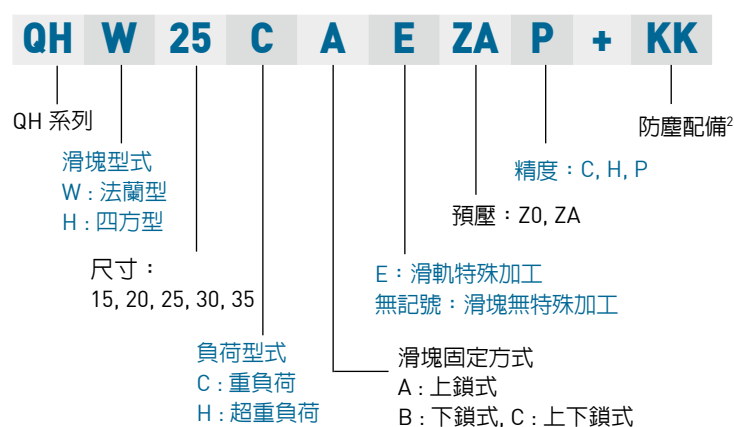 QH W 25 C A E ZA P + KK
QH 系列
防塵配備2
滑塊型式
W : 法蘭型
H : 四方型
精度：C, H, P
預壓：Z0, ZA
尺寸：
15, 20, 25, 30, 35
E：滑軌特殊加工
無記號：滑塊無特殊加工
負荷型式
C : 重負荷
H : 超重負荷
滑塊固定方式
A : 上鎖式
B : 下鎖式, C : 上下鎖式